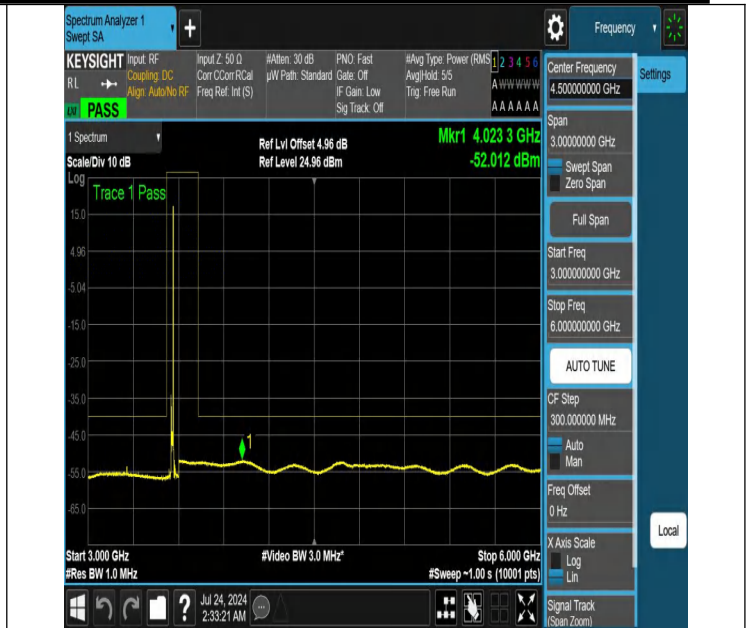 Spectrum Analyzer 1
Swept SA
+
Frequency
KEYSIGHT
RL
PASS
Input: RF
Coupling: DC
Align: Auto/No RF
Input Z: 50 Ω
Corr CCorr RCal
Freq Ref: Int (S)
#Atten: 30 dB
µW Path: Standard
PNO: Fast
Gate: Off
IF Gain: Low
Sig Track: Off
#Avg Type: Power (RMS
Avg|Hold: 5/5
Trig: Free Run
1 2 3 4 5 6
A W W W W W
A A A A A A
1 Spectrum
Scale/Div 10 dB
Log
Ref Lvl Offset 4.96 dB
Ref Level 24.96 dBm
Mkr1 4.023 3 GHz
-52.012 dBm
Trace 1 Pass
15.0
4.96
-5.04
-15.0
-25.0
-35.0
-45.0
-55.0
-65.0
1
Start 3.000 GHz
#Res BW 1.0 MHz
#Video BW 3.0 MHz*
Stop 6.000 GHz
#Sweep ~1.00 s (10001 pts)
?
Jul 24, 2024
2:33:21 AM
Center Frequency
4.500000000 GHz
Settings
Span
3.00000000 GHz
Swept Span
Zero Span
Full Span
Start Freq
3.000000000 GHz
Stop Freq
6.000000000 GHz
AUTO TUNE
CF Step
300.000000 MHz
Auto
Man
Freq Offset
0 Hz
Local
X Axis Scale
Log
Lin
Signal Track
(Span Zoom)